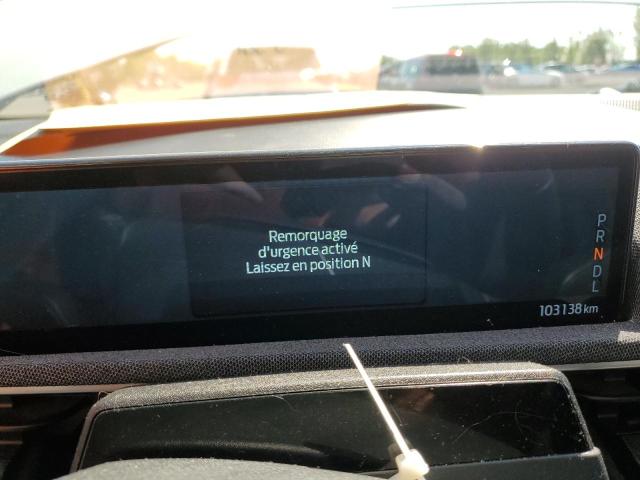 Remorquage
d'urgence activé
Laissez en position N
P
R
N
D
L
103138 km